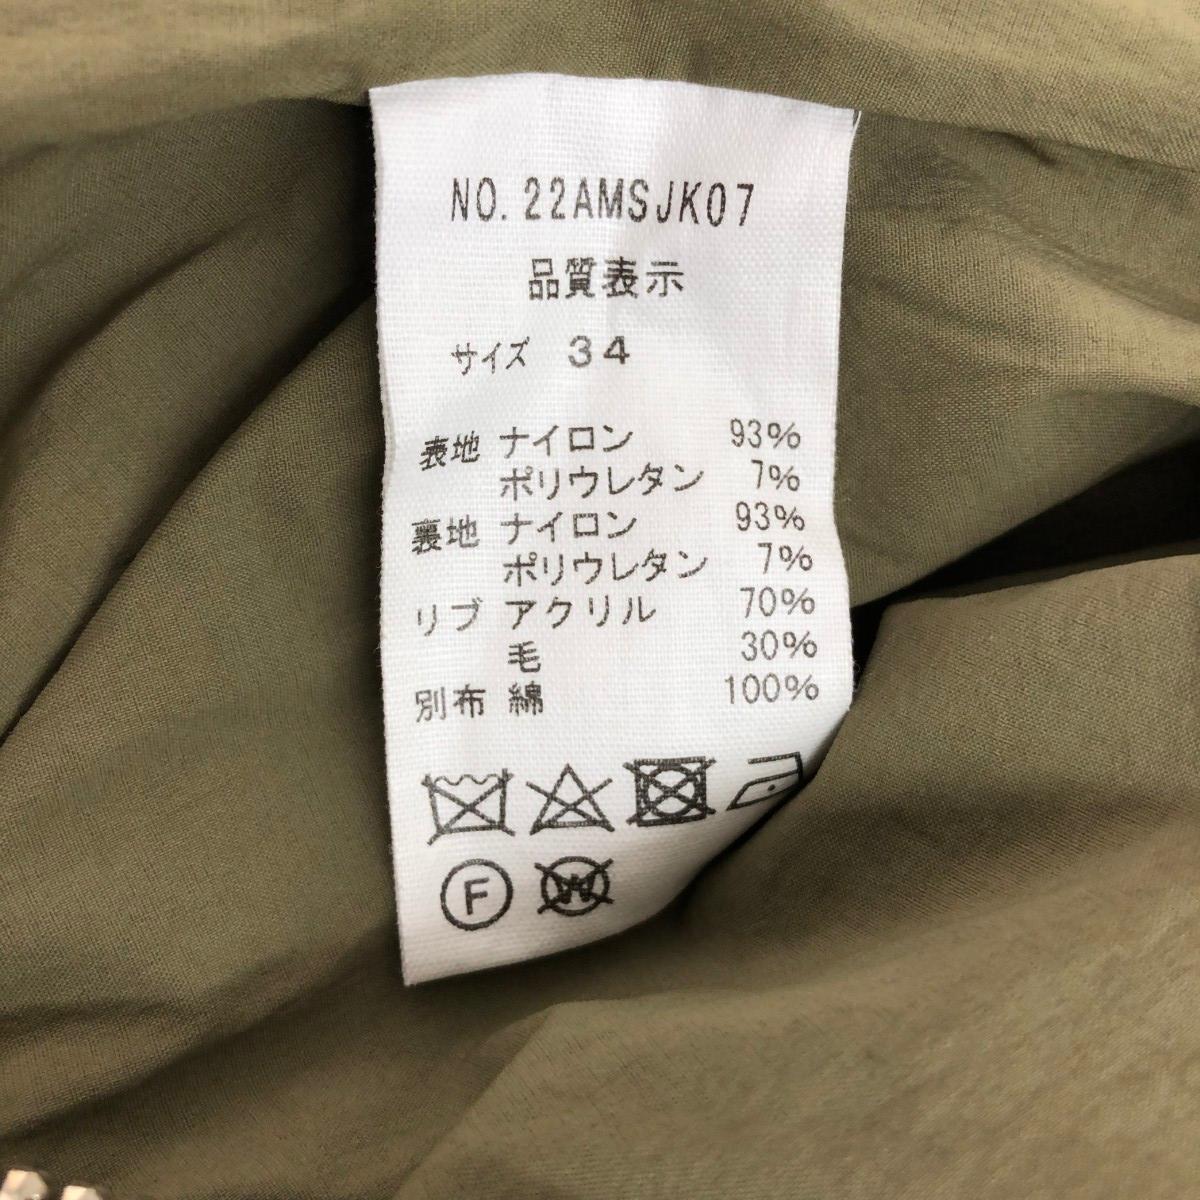 NO. 22AMSJK07
品質表示
サイズ 34
表地 ナイロン 93%
ポリウレタン 7%
裏地 ナイロン 93%
ポリウレタン 7%
リブ アクリル 70%
毛 30%
別布 綿 100%
F W